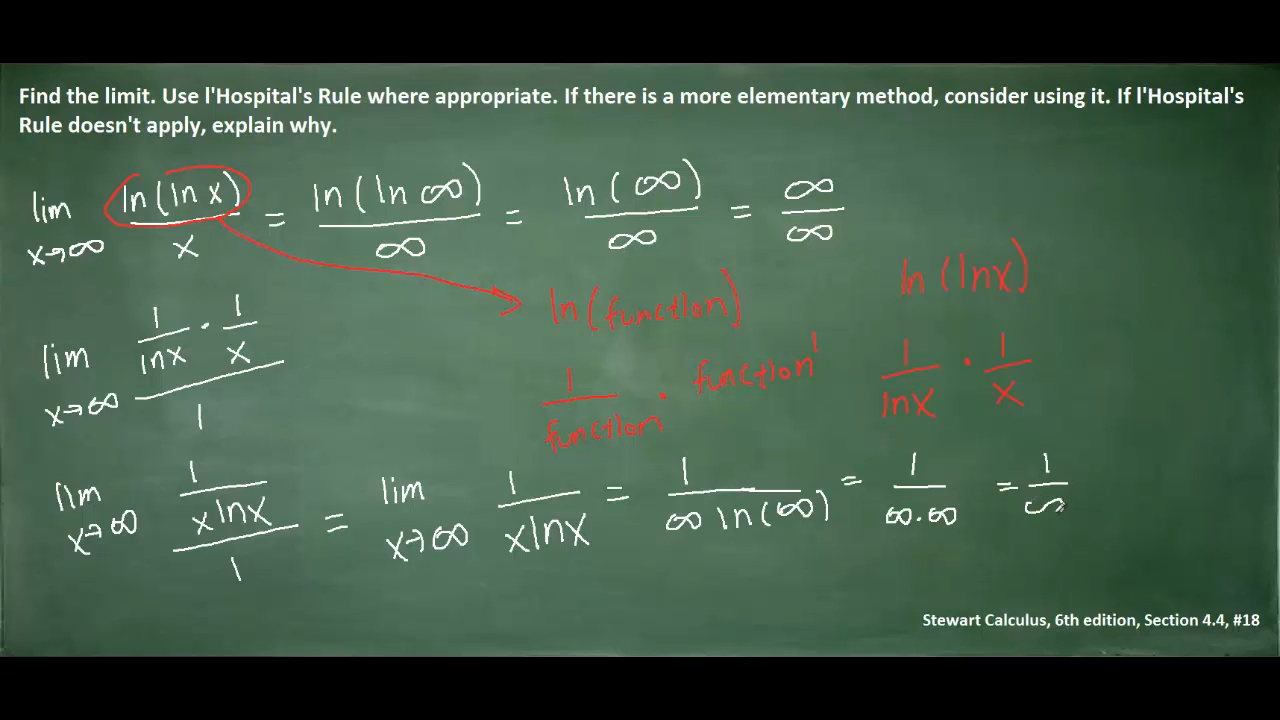 Find the limit. Use l'Hospital's Rule where appropriate. If there is a more elementary method, consider using it. If l'Hospital's
Rule doesn't apply, explain why.
lim x→∞ ln(ln x)/x = ln(ln ∞)/∞ = ln(∞)/∞ = ∞/∞
ln(function)
ln(lnx)
lim x→∞ (1/lnx · 1/x)/1
1/function · function'
1/lnx · 1/x
lim x→∞ (1/xlnx)/1 = lim x→∞ 1/xlnx = 1/∞ ln(∞) = 1/∞·∞ = 1/∞
Stewart Calculus, 6th edition, Section 4.4, #18